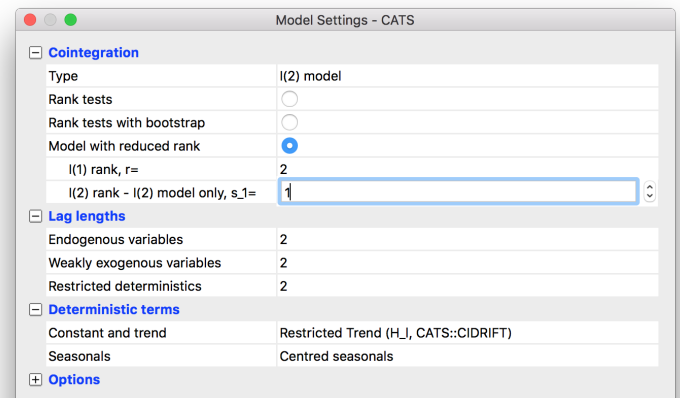 Model Settings - CATS
Cointegration
Type I(2) model
Rank tests
Rank tests with bootstrap
Model with reduced rank
I(1) rank, r= 2
I(2) rank - I(2) model only, s_1= 1
Lag lengths
Endogenous variables 2
Weakly exogenous variables 2
Restricted deterministics 2
Deterministic terms
Constant and trend Restricted Trend (H_l, CATS::CIDRIFT)
Seasonals Centred seasonals
Options